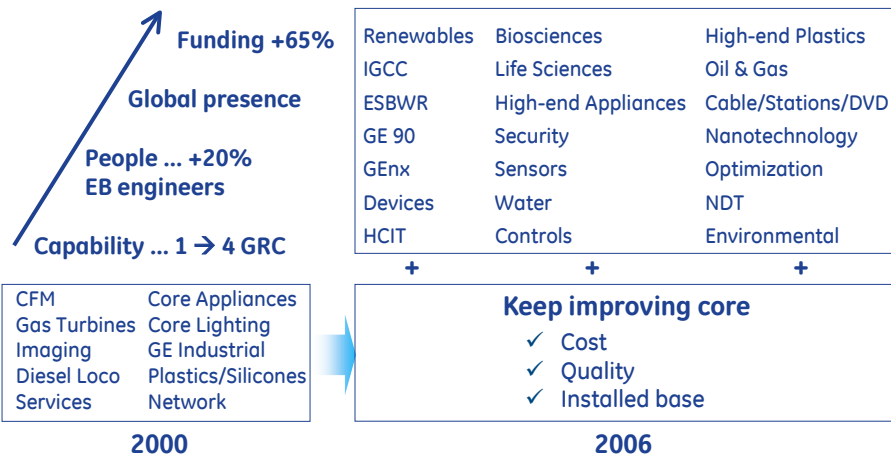 Funding +65%
Global presence
People ... +20%
EB engineers
Capability ... 1 → 4 GRC
Renewables Biosciences High-end Plastics
IGCC Life Sciences Oil & Gas
ESBWR High-end Appliances Cable/Stations/DVD
GE 90 Security Nanotechnology
GEnx Sensors Optimization
Devices Water NDT
HCIT Controls Environmental
+ + +
CFM Core Appliances
Gas Turbines Core Lighting
Imaging GE Industrial
Diesel Loco Plastics/Silicones
Services Network
Keep improving core
✓ Cost
✓ Quality
✓ Installed base
2000 2006